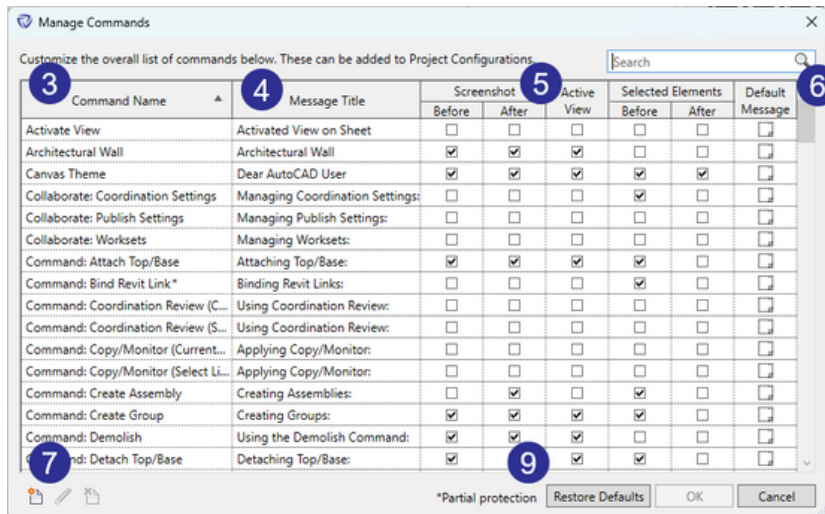 Manage Commands
Customize the overall list of commands below. These can be added to Project Configurations.
Search
3 4 5 6
Command Name Message Title Screenshot Active View Selected Elements Default Message
Before After Before After
Activate View Activated View on Sheet
Architectural Wall Architectural Wall
Canvas Theme Dear AutoCAD User
Collaborate: Coordination Settings Managing Coordination Settings:
Collaborate: Publish Settings Managing Publish Settings:
Collaborate: Worksets Managing Worksets:
Command: Attach Top/Base Attaching Top/Base:
Command: Bind Revit Link* Binding Revit Links:
Command: Coordination Review (C... Using Coordination Review:
Command: Coordination Review (S... Using Coordination Review:
Command: Copy/Monitor (Current... Applying Copy/Monitor:
Command: Copy/Monitor (Select Li... Applying Copy/Monitor:
Command: Create Assembly Creating Assemblies:
Command: Create Group Creating Groups:
Command: Demolish Using the Demolish Command:
Detach Top/Base Detaching Top/Base:
7 9
*Partial protection Restore Defaults OK Cancel